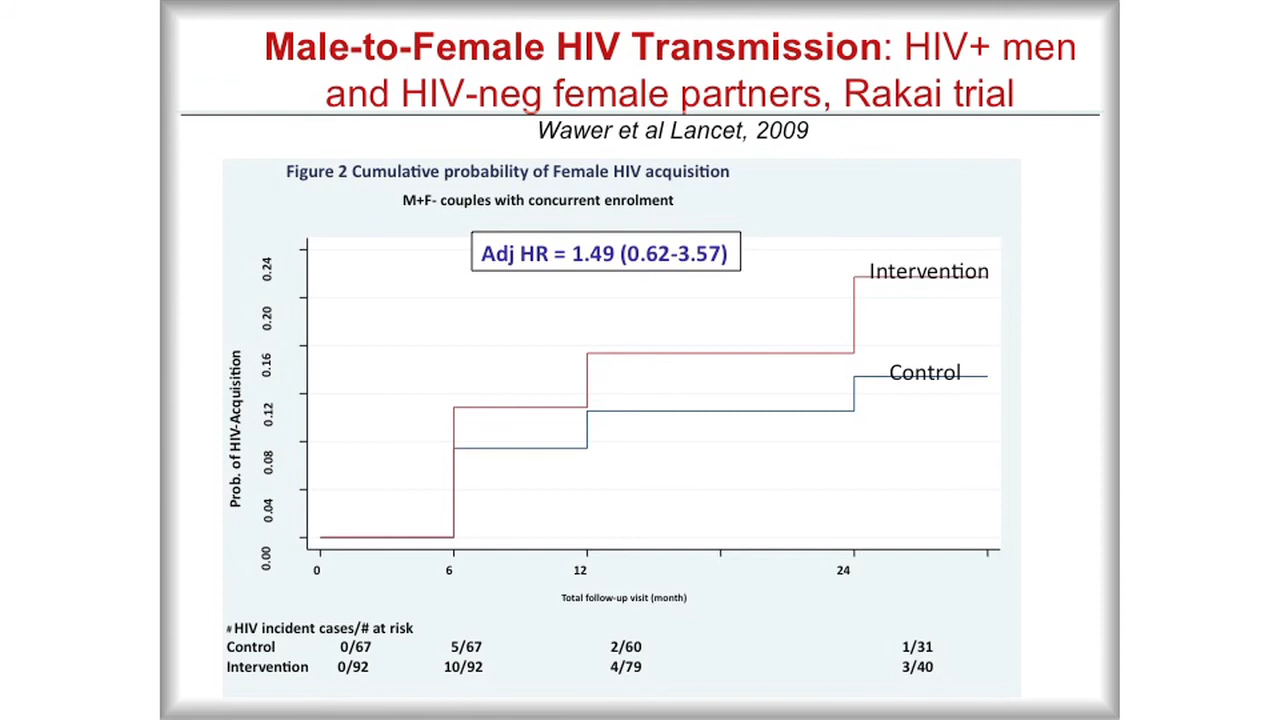 Male-to-Female HIV Transmission: HIV+ men
and HIV-neg female partners, Rakai trial
Wawer et al Lancet, 2009
Figure 2 Cumulative probability of Female HIV acquisition
M+F- couples with concurrent enrolment
Adj HR = 1.49 (0.62-3.57)
Intervention
Control
Prob. of HIV-Acquisition
0.24
0.20
0.16
0.12
0.08
0.04
0.00
0 6 12 24
Total follow-up visit (month)
# HIV incident cases/# at risk
Control 0/67 5/67 2/60 1/31
Intervention 0/92 10/92 4/79 3/40